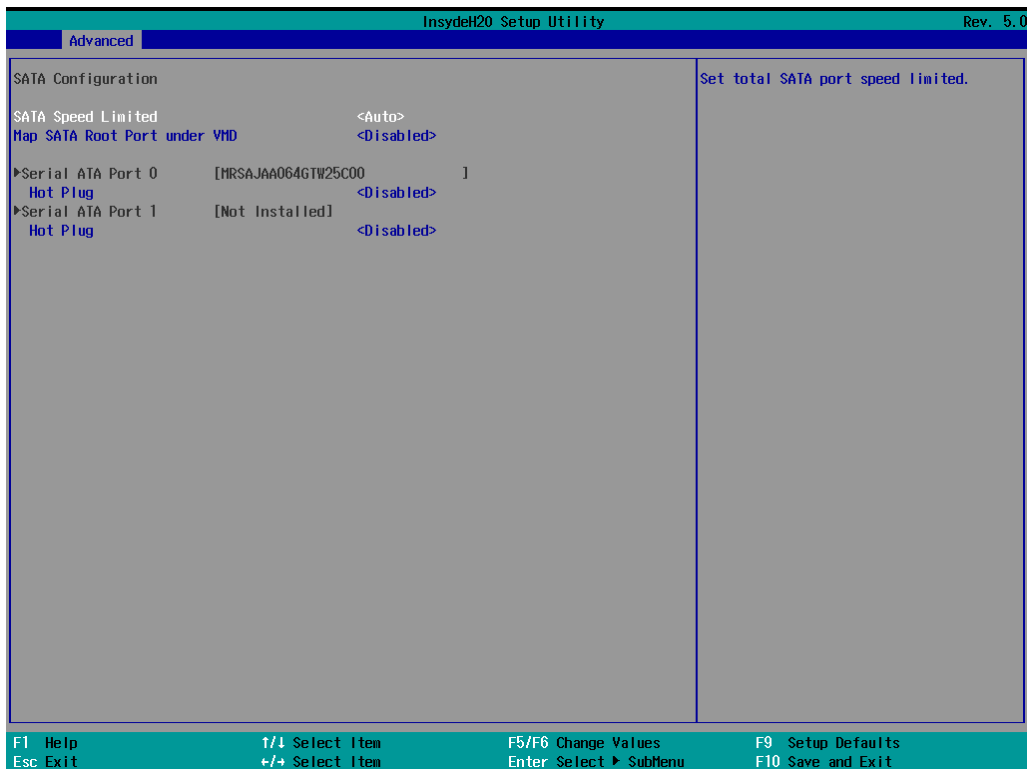 InsydeH2O Setup Utility Rev. 5.0
Advanced
SATA Configuration
SATA Speed Limited <Auto>
Map SATA Root Port under VMD <Disabled>
▶Serial ATA Port 0 [MRSAJAA064GTW25C00 ]
Hot Plug <Disabled>
▶Serial ATA Port 1 [Not Installed]
Hot Plug <Disabled>
Set total SATA port speed limited.
F1 Help ↑/↓ Select Item F5/F6 Change Values F9 Setup Defaults
Esc Exit ←/→ Select Item Enter Select ▶ SubMenu F10 Save and Exit